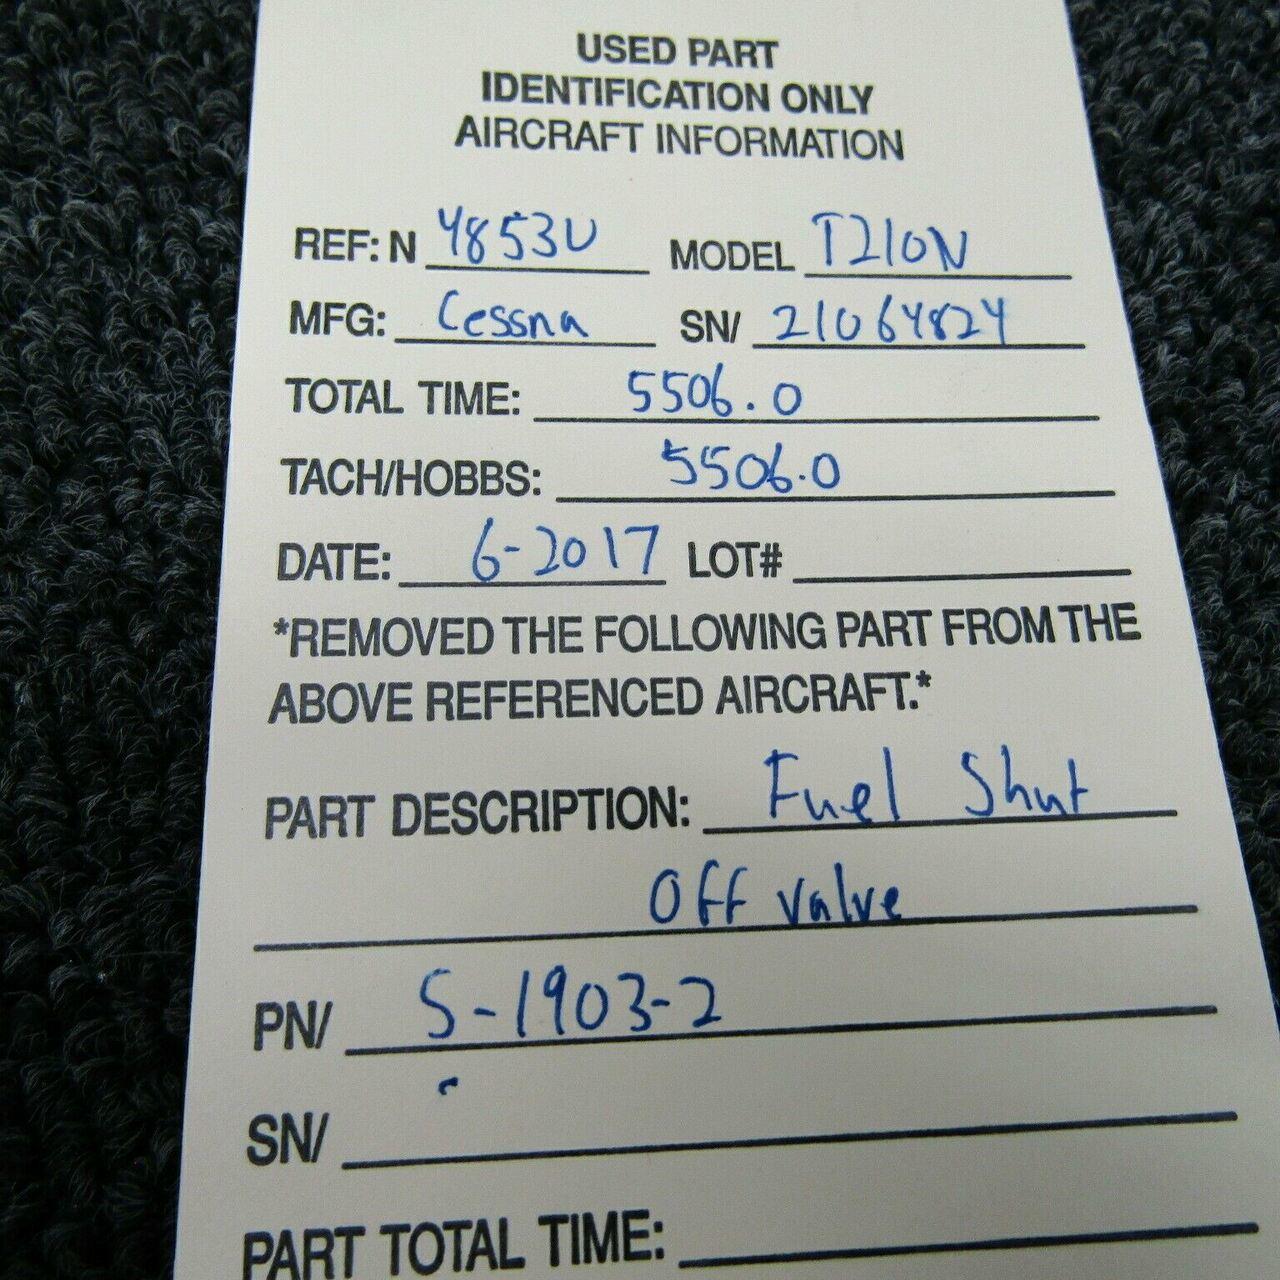 USED PART
IDENTIFICATION ONLY
AIRCRAFT INFORMATION
REF: N 4853U MODEL T210N
MFG: Cessna SN/ 21064824
TOTAL TIME: 5506.0
TACH/HOBBS: 5506.0
DATE: 6-2017 LOT#
*REMOVED THE FOLLOWING PART FROM THE
ABOVE REFERENCED AIRCRAFT.*
PART DESCRIPTION: Fuel Shut
Off valve
PN/ S-1903-2
SN/
PART TOTAL TIME: